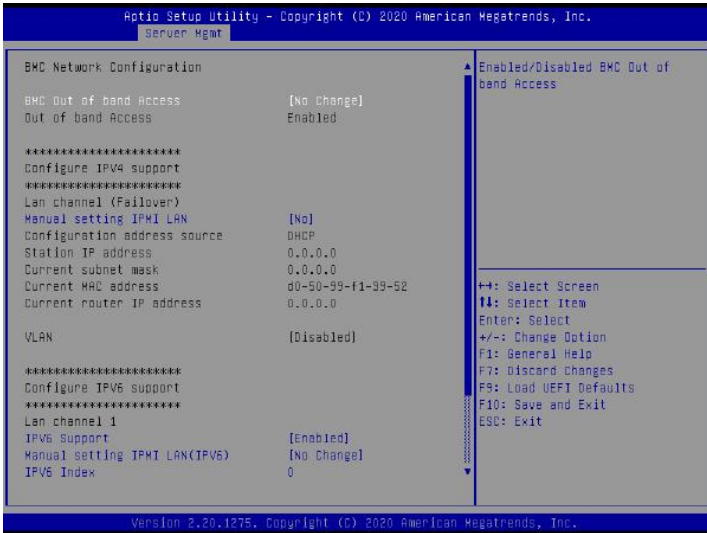 Aptio Setup Utility - Copyright (C) 2020 American Megatrends, Inc.
Server Mgmt
BMC Network Configuration
BMC Out of band Access [No Change]
Out of band Access Enabled
**********************
Configure IPV4 support
**********************
Lan channel (Failover)
Manual setting IPMI LAN [No]
Configuration address source DHCP
Station IP address 0.0.0.0
Current subnet mask 0.0.0.0
Current MAC address d0-50-99-f1-39-52
Current router IP address 0.0.0.0
VLAN [Disabled]
**********************
Configure IPV6 support
**********************
Lan channel 1
IPV6 Support [Enabled]
Manual setting IPMI LAN(IPV6) [No Change]
IPV6 Index 0
Enabled/Disabled BMC Out of
band Access
→←: Select Screen
↑↓: Select Item
Enter: Select
+/-: Change Option
F1: General Help
F7: Discard Changes
F9: Load UEFI Defaults
F10: Save and Exit
ESC: Exit
Version 2.20.1275. Copyright (C) 2020 American Megatrends, Inc.